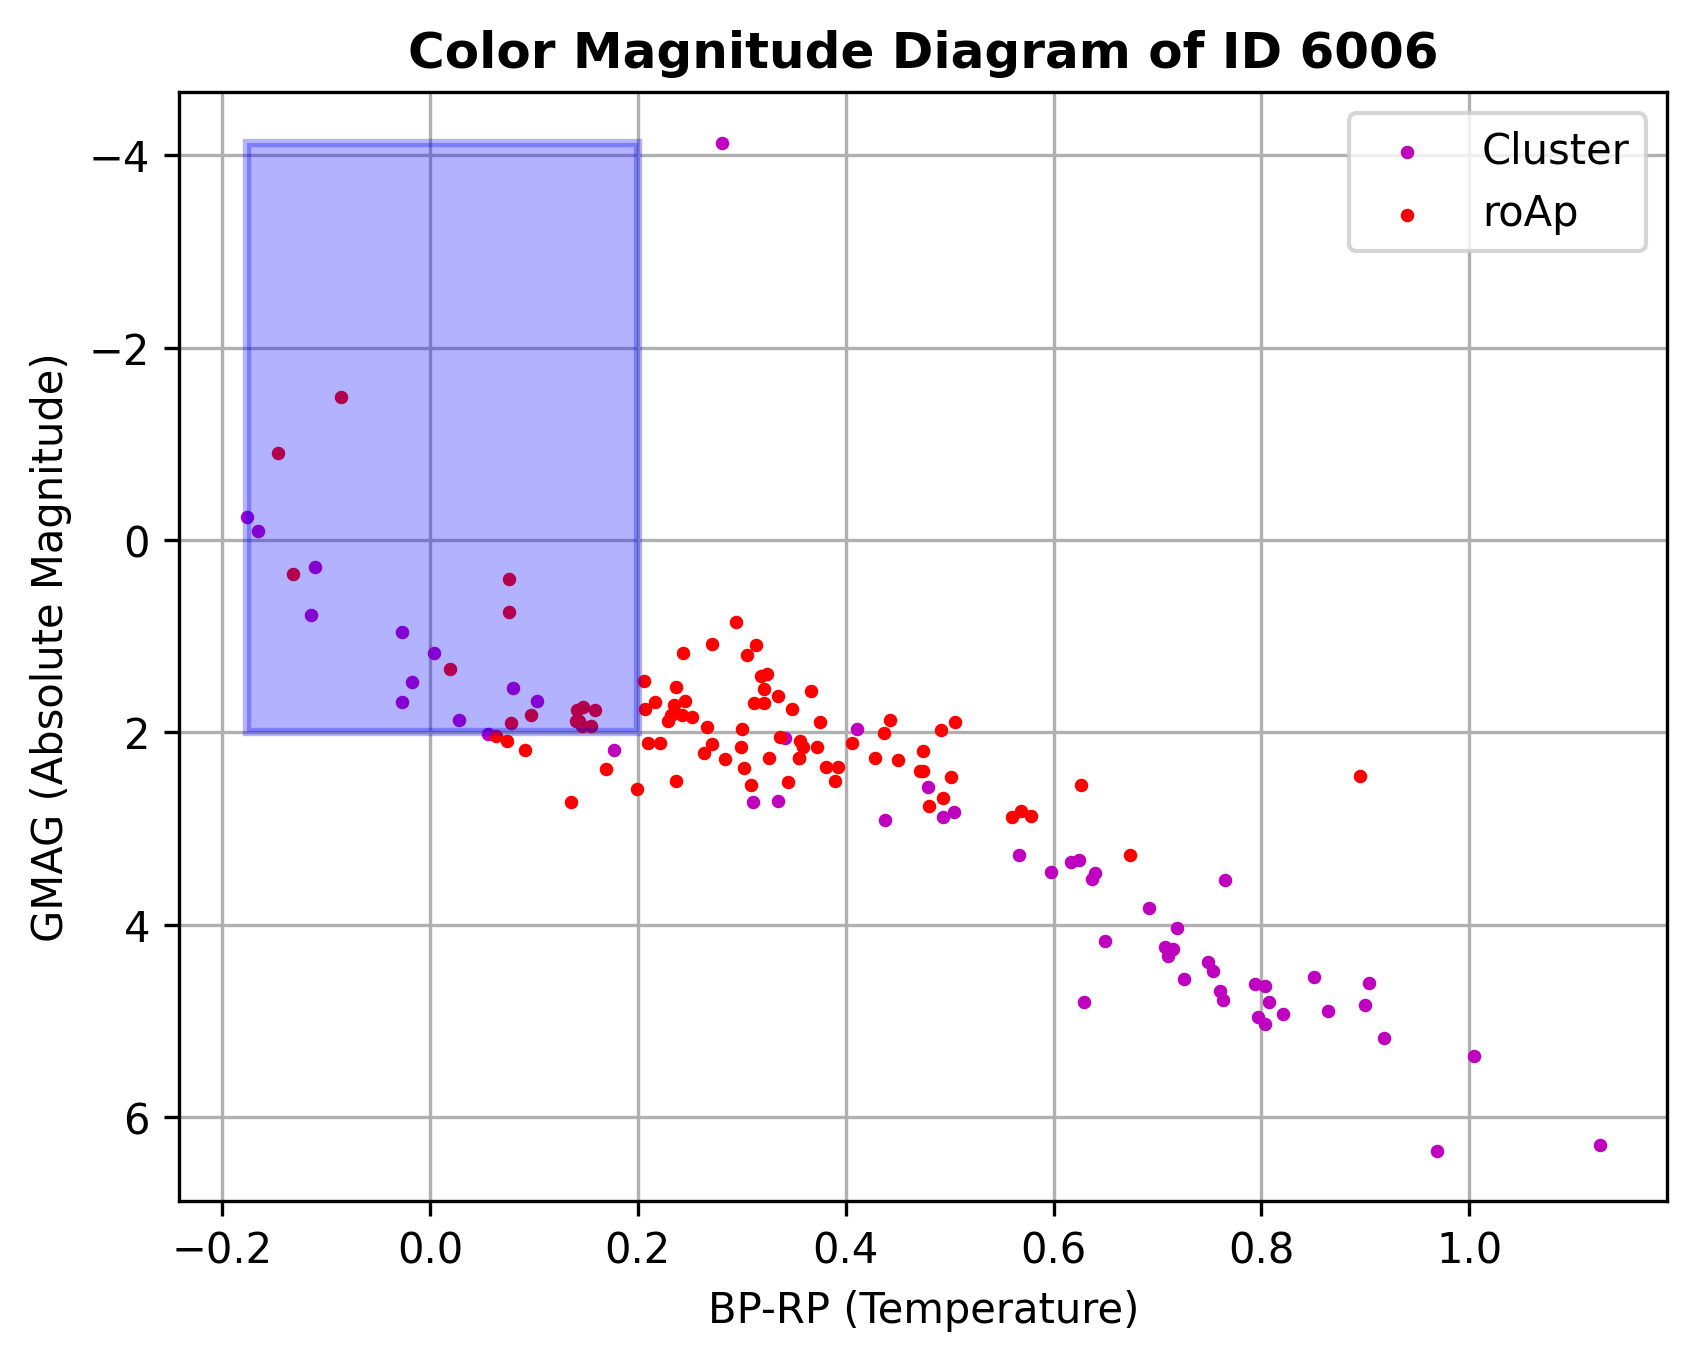 Color Magnitude Diagram of ID 6006
Cluster
roAp
GMAG (Absolute Magnitude)
−4
−2
0
2
4
6
−0.2 0.0 0.2 0.4 0.6 0.8 1.0
BP-RP (Temperature)